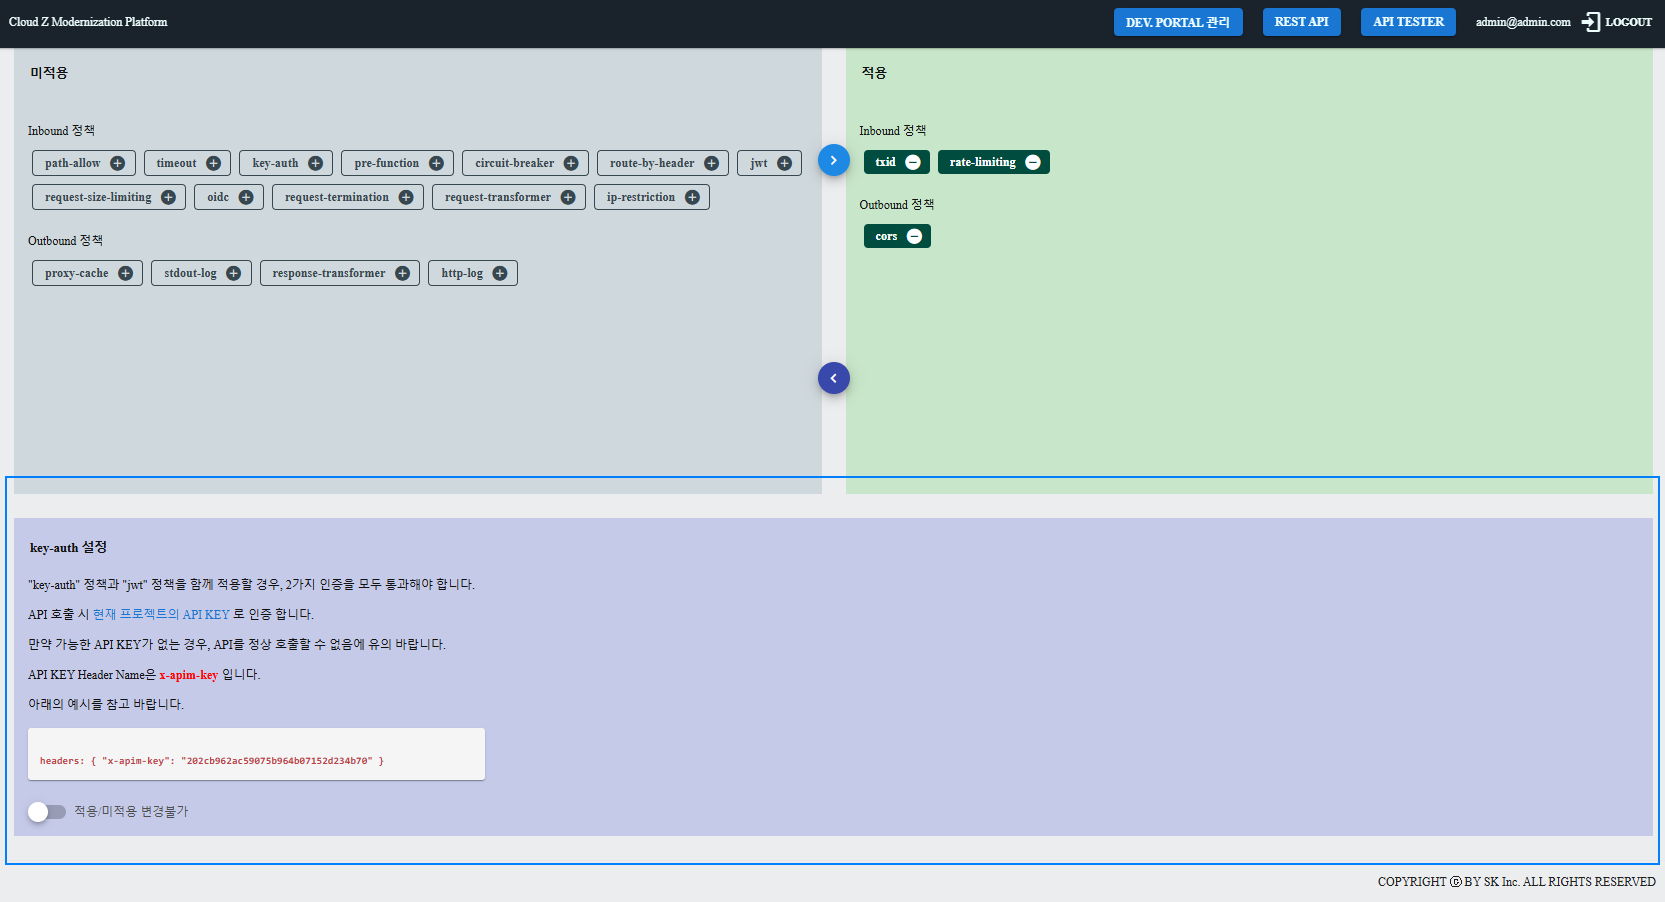 Cloud Z Modernization Platform
DEV. PORTAL 관리
REST API
API TESTER
admin@admin.com
LOGOUT
미적용
Inbound 정책
path-allow
timeout
key-auth
pre-function
circuit-breaker
route-by-header
jwt
request-size-limiting
oidc
request-termination
request-transformer
ip-restriction
Outbound 정책
proxy-cache
stdout-log
response-transformer
http-log
적용
Inbound 정책
txid
rate-limiting
Outbound 정책
cors
key-auth 설정
"key-auth" 정책과 "jwt" 정책을 함께 적용할 경우, 2가지 인증을 모두 통과해야 합니다.
API 호출 시 현재 프로젝트의 API KEY 로 인증 합니다.
만약 가능한 API KEY가 없는 경우, API를 정상 호출할 수 없음에 유의 바랍니다.
API KEY Header Name은 x-apim-key 입니다.
아래의 예시를 참고 바랍니다.
headers: { "x-apim-key": "202cb962ac59075b964b07152d234b70" }
적용/미적용 변경불가
COPYRIGHT ⓒ BY SK Inc. ALL RIGHTS RESERVED